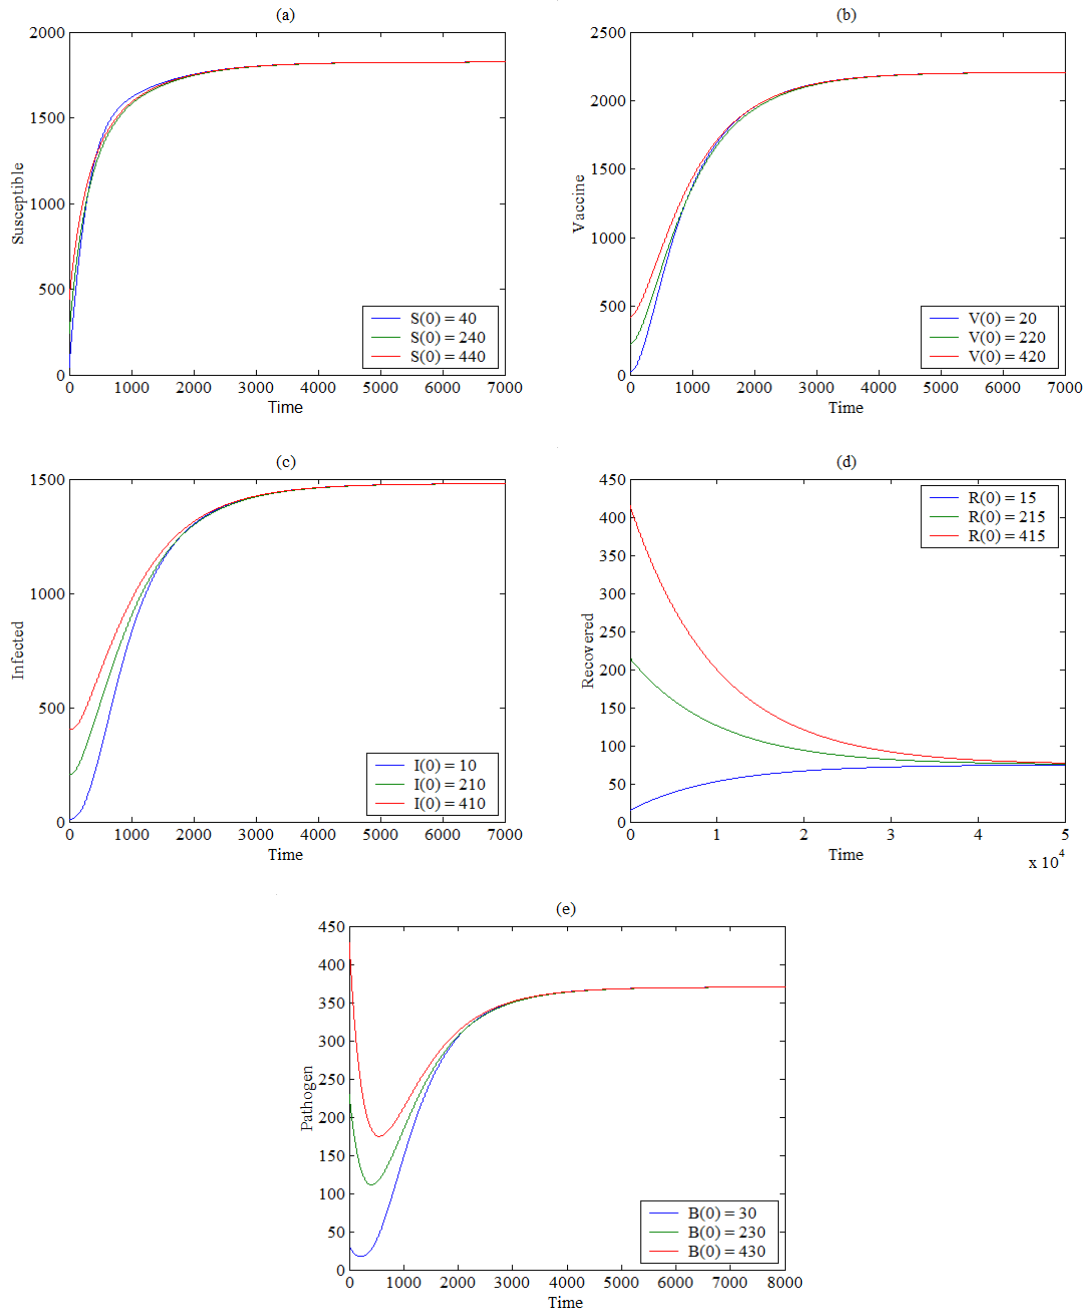 (a)
2000
1500
1000
500
0
Susceptible
S(0) = 40
S(0) = 240
S(0) = 440
0 1000 2000 3000 4000 5000 6000 7000
Time
(b)
2500
2000
1500
1000
500
0
Vaccine
V(0) = 20
V(0) = 220
V(0) = 420
0 1000 2000 3000 4000 5000 6000 7000
Time
(c)
1500
1000
500
0
Infected
I(0) = 10
I(0) = 210
I(0) = 410
0 1000 2000 3000 4000 5000 6000 7000
Time
(d)
450
400
350
300
250
200
150
100
50
0
Recovered
R(0) = 15
R(0) = 215
R(0) = 415
0 1 2 3 4 5
Time
x 10^4
(e)
450
400
350
300
250
200
150
100
50
0
Pathogen
B(0) = 30
B(0) = 230
B(0) = 430
0 1000 2000 3000 4000 5000 6000 7000 8000
Time